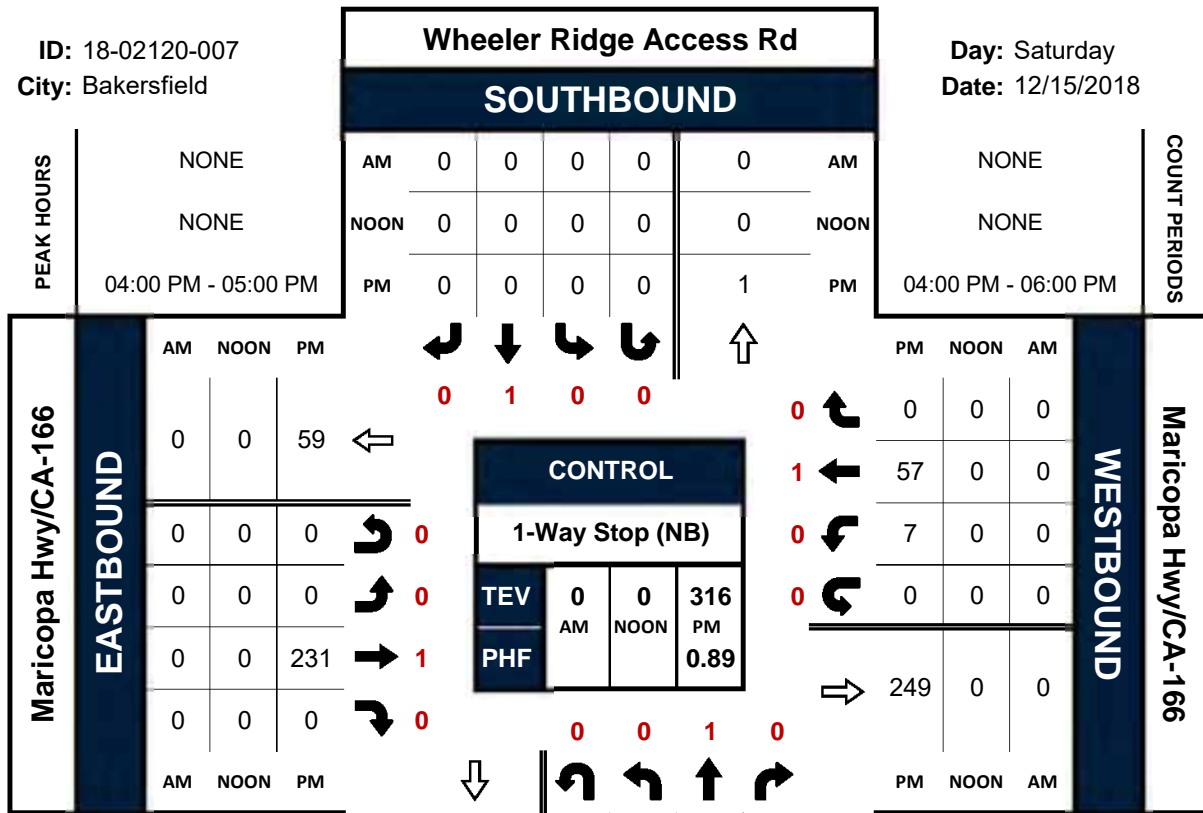 Wheeler Ridge Access Rd
ID: 18-02120-007
Day: Saturday
City: Bakersfield
Date: 12/15/2018
SOUTHBOUND
PEAK HOURS
NONE
AM 0 0 0 0 0 AM
NONE
COUNT PERIODS
NONE
NOON 0 0 0 0 0 NOON
NONE
04:00 PM - 05:00 PM
PM 0 0 0 0 1 PM
04:00 PM - 06:00 PM
AM NOON PM
PM NOON AM
0 1 0 0
Maricopa Hwy/CA-166
EASTBOUND
0 0 59
0 0 0 0
0 0 0 0
0 0 231 1
0 0 0 0
AM NOON PM
CONTROL
1-Way Stop (NB)
TEV 0 0 316
AM NOON PM
PHF 0.89
0 0 0 0
1 57 0 0
0 7 0 0
0 0 0 0
249 0 0
PM NOON AM
WESTBOUND
Maricopa Hwy/CA-166
0 0 1 0